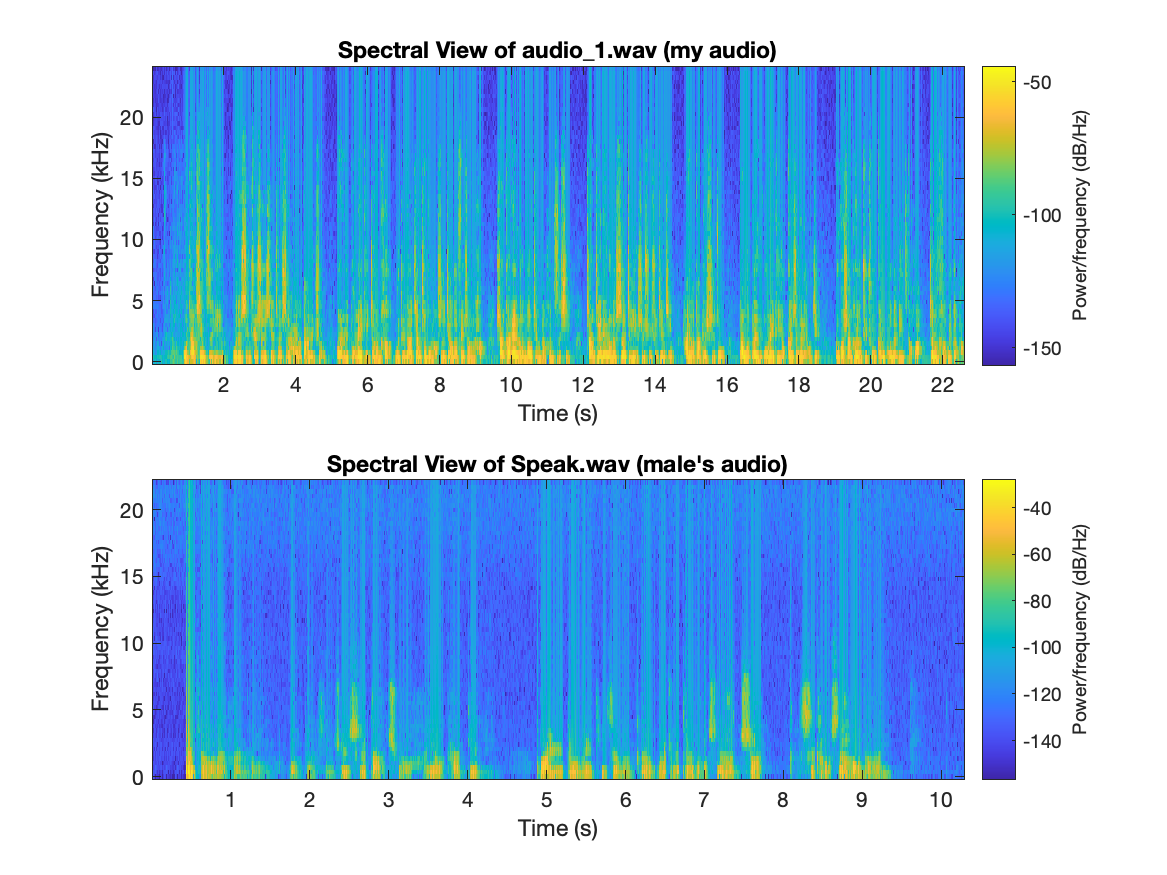 Spectral View of audio_1.wav (my audio)
20
15
10
5
0
Frequency (kHz)
2 4 6 8 10 12 14 16 18 20 22
Time (s)
-50
-100
-150
Power/frequency (dB/Hz)
Spectral View of Speak.wav (male's audio)
20
15
10
5
0
Frequency (kHz)
1 2 3 4 5 6 7 8 9 10
Time (s)
-40
-60
-80
-100
-120
-140
Power/frequency (dB/Hz)